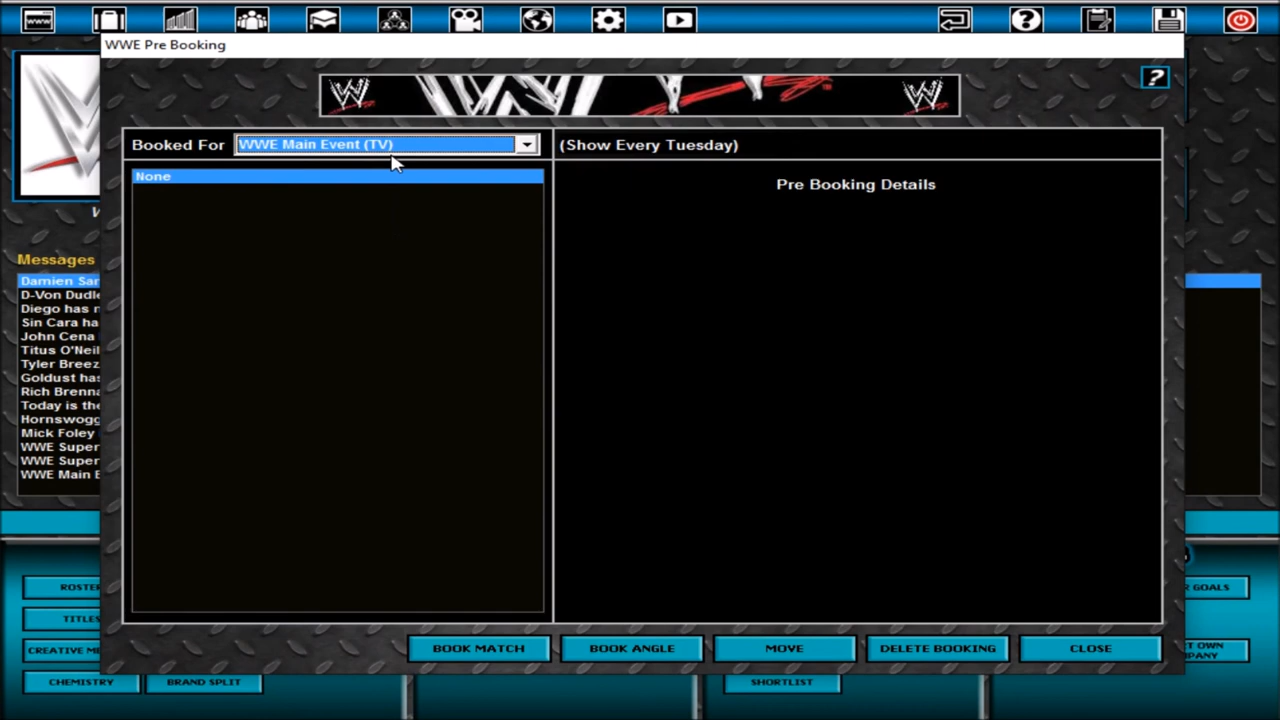 WWW
WWE Pre Booking
?
W
Booked For WWE Main Event (TV) (Show Every Tuesday)
None
Pre Booking Details
Messages
Damien San
D-Von Dudle
Diego has n
Sin Cara ha
John Cena
Titus O'Neil
Tyler Breez
Goldust has
Rich Brenna
Today is the
Hornswogg
Mick Foley
WWE Super
WWE Super
WWE Main E
ROSTER
R GOALS
TITLES
CREATIVE ME
BOOK MATCH BOOK ANGLE MOVE DELETE BOOKING CLOSE
RT OWN
PANY
CHEMISTRY BRAND SPLIT SHORTLIST